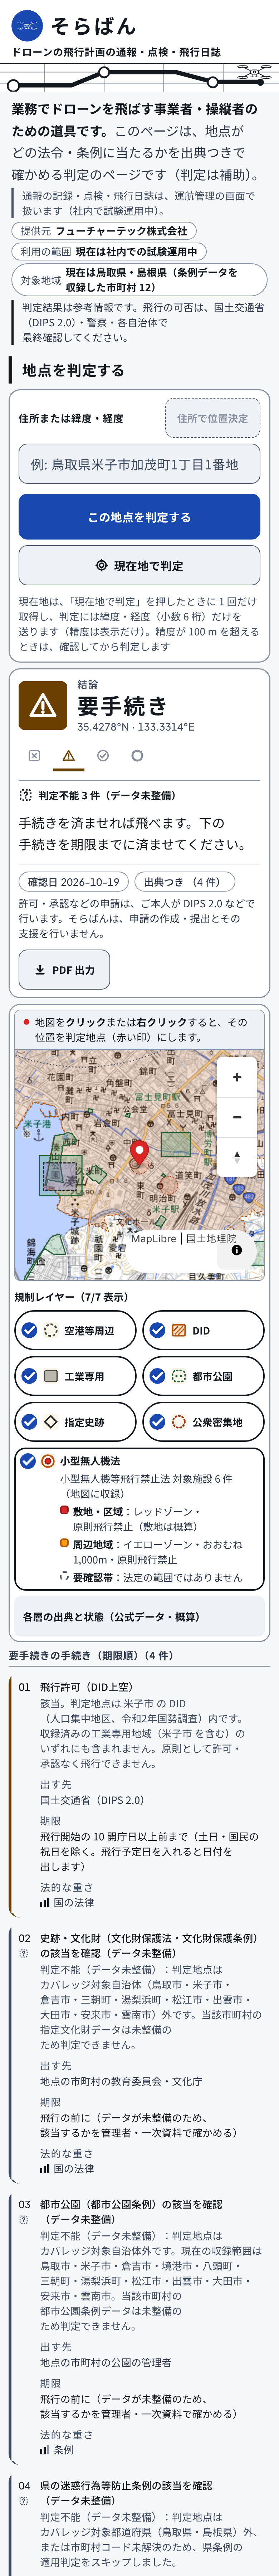 そらばん
ドローンの飛行計画の通報・点検・飛行日誌
業務でドローンを飛ばす事業者・操縦者の
ための道具です。このページは、地点が
どの法令・条例に当たるかを出典つきで
確かめる判定のページです（判定は補助）。
通報の記録・点検・飛行日誌は、運航管理の画面で
扱います（社内で試験運用中）。
提供元 フューチャーテック株式会社
利用の範囲 現在は社内での試験運用中
対象地域 現在は鳥取県・島根県（条例データを
収録した市町村 12）
判定結果は参考情報です。飛行の可否は、国土交通省
（DIPS 2.0）・警察・各自治体で
最終確認してください。
地点を判定する
住所または緯度・経度
住所で位置決定
例: 鳥取県米子市加茂町1丁目1番地
この地点を判定する
現在地で判定
現在地は、「現在地で判定」を押したときに 1 回だけ
取得し、判定には緯度・経度（小数 6 桁）だけを
送ります（精度は表示だけ）。精度が 100 m を超える
ときは、確認してから判定します
結論
要手続き
35.4278°N · 133.3314°E
判定不能 3 件（データ未整備）
手続きを済ませれば飛べます。下の
手続きを期限までに済ませてください。
確認日 2026-10-19
出典つき （4 件）
許可・承認などの申請は、ご本人が DIPS 2.0 などで
行います。そらばんは、申請の作成・提出とその
支援を行いません。
PDF 出力
地図をクリックまたは右クリックすると、その
位置を判定地点（赤い印）にします。
花園町
角盤町
富士見町駅
米子港
内町
岩倉町
富士見町
博労町駅
道笑町
明治町
米子駅
錦海町
祇園町
愛宕町
目久美町
MapLibre | 国土地理院
規制レイヤー（7/7 表示）
空港等周辺
DID
工業専用
都市公園
指定史跡
公衆密集地
小型無人機法
小型無人機等飛行禁止法 対象施設 6 件
（地図に収録）
敷地・区域：レッドゾーン・
原則飛行禁止（敷地は概算）
周辺地域：イエローゾーン・おおむね
1,000m・原則飛行禁止
要確認帯：法定の範囲ではありません
各層の出典と状態（公式データ・概算）
要手続きの手続き（期限順）（4 件）
01 飛行許可（DID上空）
該当。判定地点は 米子市 の DID
（人口集中地区、令和2年国勢調査）内です。
収録済みの工業専用地域（米子市 を含む）の
いずれにも含まれません。原則として許可・
承認なく飛行できません。
出す先
国土交通省（DIPS 2.0）
期限
飛行開始の 10 開庁日以上前まで（土日・国民の
祝日を除く。飛行予定日を入れると日付を
出します）
法的な重さ
国の法律
02 史跡・文化財（文化財保護法・文化財保護条例）
の該当を確認（データ未整備）
判定不能（データ未整備）：判定地点は
カバレッジ対象自治体（鳥取市・米子市・
倉吉市・三朝町・湯梨浜町・松江市・出雲市・
大田市・安来市・雲南市）外です。当該市町村の
指定文化財データは未整備の
ため判定できません。
出す先
地点の市町村の教育委員会・文化庁
期限
飛行の前に（データが未整備のため、
該当するかを管理者・一次資料で確かめる）
法的な重さ
国の法律
03 都市公園（都市公園条例）の該当を確認
（データ未整備）
判定不能（データ未整備）：判定地点は
カバレッジ対象自治体外です。現在の収録範囲は
鳥取市・米子市・倉吉市・境港市・八頭町・
三朝町・湯梨浜町・松江市・出雲市・大田市・
安来市・雲南市。当該市町村の
都市公園条例データは未整備の
ため判定できません。
出す先
地点の市町村の公園の管理者
期限
飛行の前に（データが未整備のため、
該当するかを管理者・一次資料で確かめる）
法的な重さ
条例
04 県の迷惑行為等防止条例の該当を確認
（データ未整備）
判定不能（データ未整備）：判定地点は
カバレッジ対象都道府県（鳥取県・島根県）外、
または市町村コード未解決のため、県条例の
適用判定をスキップしました。